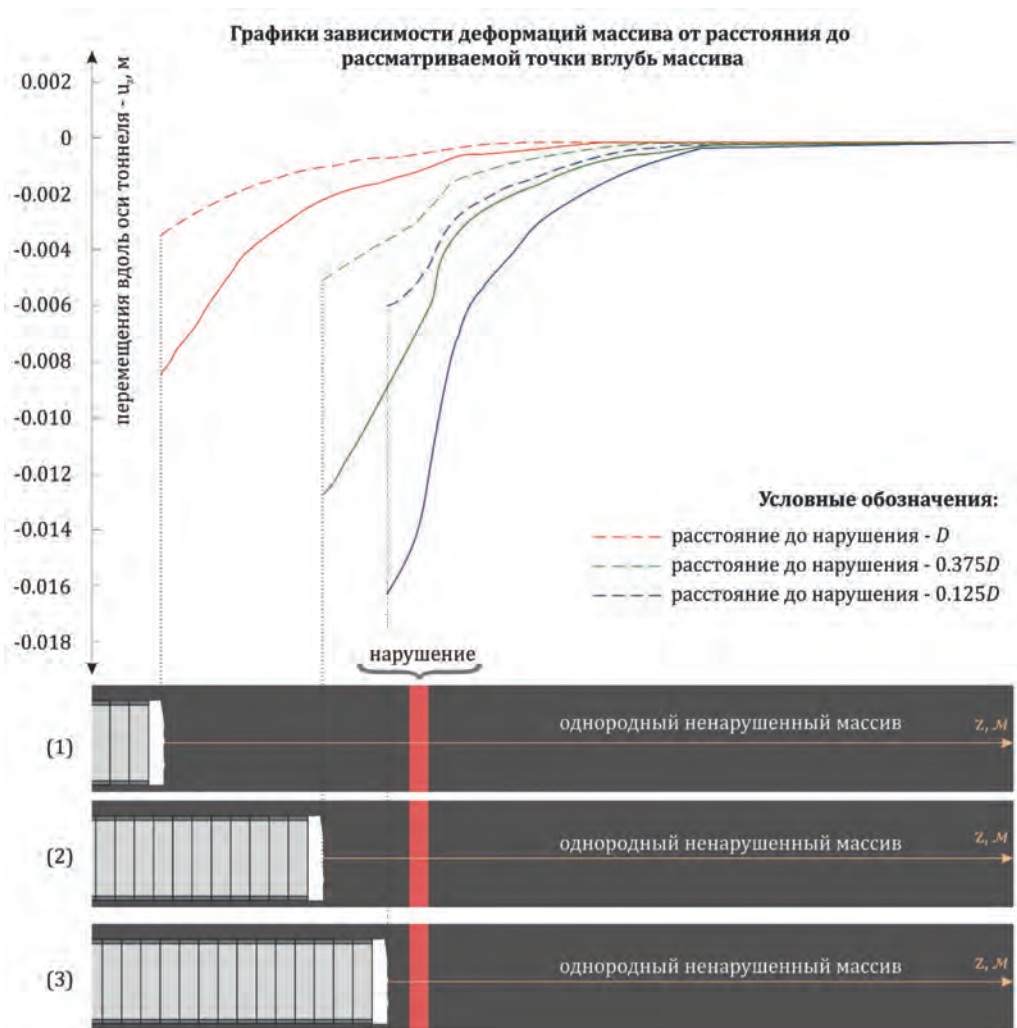 Графики зависимости деформаций массива от расстояния до
рассматриваемой точки вглубь массива
перемещения вдоль оси тоннеля - u_z, м
0.002
0
-0.002
-0.004
-0.006
-0.008
-0.010
-0.012
-0.014
-0.016
-0.018
Условные обозначения:
расстояние до нарушения - D
расстояние до нарушения - 0.375D
расстояние до нарушения - 0.125D
нарушение
(1)
однородный ненарушенный массив
z, м
(2)
однородный ненарушенный массив
z, м
(3)
однородный ненарушенный массив
z, м